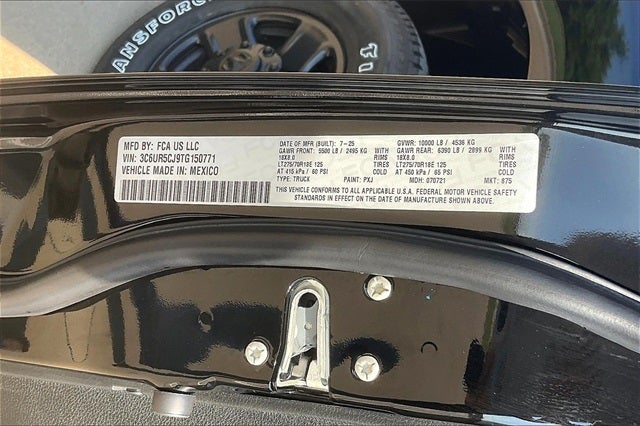 TRANSFORCE
MFD BY: FCA US LLC
VIN: 3C6UR5CJ9TG150771
VEHICLE MADE IN: MEXICO
DATE OF MFR (BUILT): 7-25 GVWR: 10000 LB / 4536 KG
GAWR FRONT: 5500 LB / 2495 KG WITH GAWR REAR: 6390 LB / 2899 KG WITH
18X8.0 RIMS 18X8.0 RIMS
LT275/70R18E 125 TIRES LT275/70R18E 125 TIRES
AT 415 kPa / 60 PSI COLD AT 450 kPa / 65 PSI COLD
TYPE: TRUCK PAINT: PXJ MDH: 070721 MKT: 875
THIS VEHICLE CONFORMS TO ALL APPLICABLE U.S. FEDERAL MOTOR VEHICLE SAFETY
STANDARDS IN EFFECT ON THE DATE OF MANUFACTURE SHOWN ABOVE.